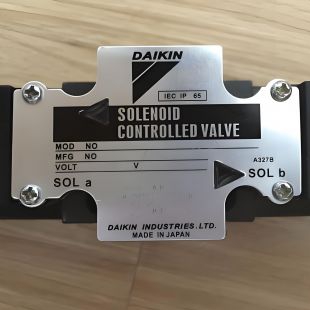 DAIKIN
IEC IP 65
SOLENOID
CONTROLLED VALVE
MOD NO
MFG NO
VOLT V
A327B
SOL a
SOL b
DAIKIN INDUSTRIES.LTD.
MADE IN JAPAN